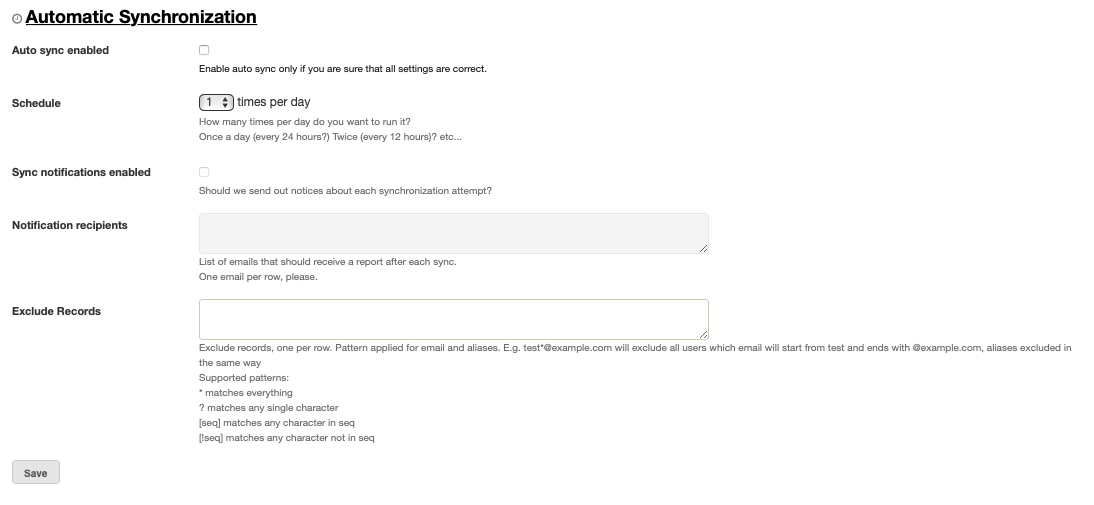 Automatic Synchronization
Auto sync enabled
Enable auto sync only if you are sure that all settings are correct.
Schedule
1 times per day
How many times per day do you want to run it?
Once a day (every 24 hours?) Twice (every 12 hours)? etc...
Sync notifications enabled
Should we send out notices about each synchronization attempt?
Notification recipients
List of emails that should receive a report after each sync.
One email per row, please.
Exclude Records
Exclude records, one per row. Pattern applied for email and aliases. E.g. test*@example.com will exclude all users which email will start from test and ends with @example.com, aliases excluded in
the same way
Supported patterns:
* matches everything
? matches any single character
[seq] matches any character in seq
[!seq] matches any character not in seq
Save